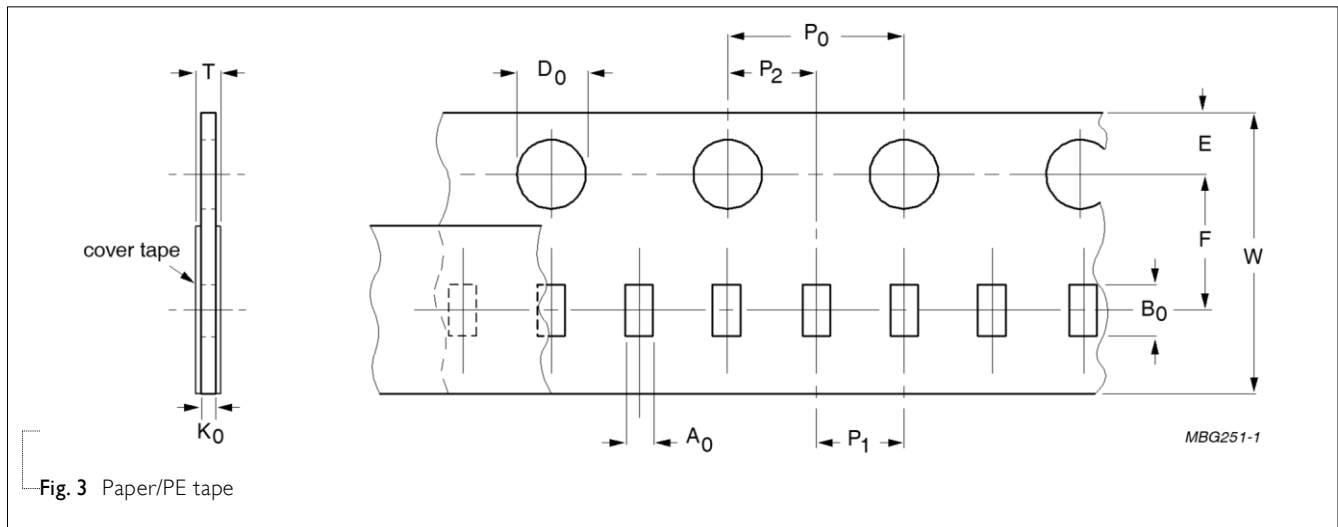 P0
T
D0
P2
E
cover tape
F
W
B0
K0
A0
P1
MBG251-1
Fig. 3 Paper/PE tape